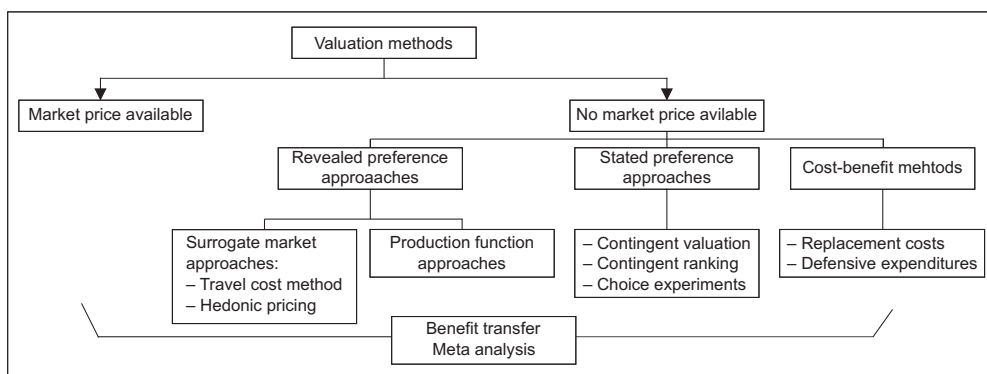 Valuation methods
Market price available
No market price avilable
Revealed preference
approaaches
Stated preference
approaches
Cost-benefit mehtods
Surrogate market
approaches:
– Travel cost method
– Hedonic pricing
Production function
approaches
– Contingent valuation
– Contingent ranking
– Choice experiments
– Replacement costs
– Defensive expenditures
Benefit transfer
Meta analysis